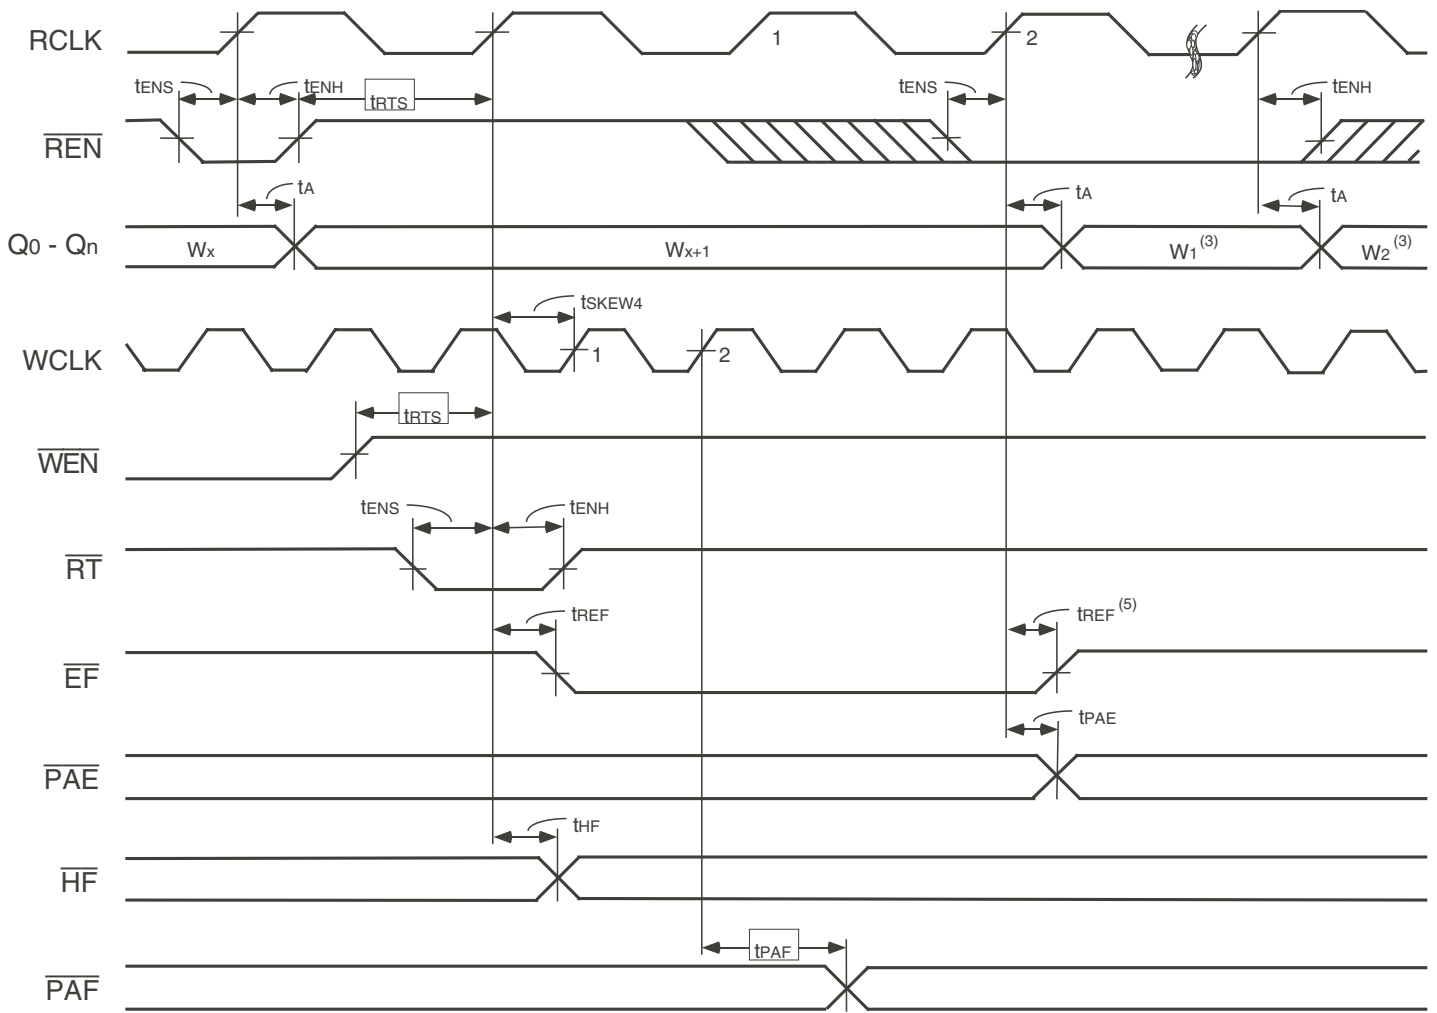 RCLK 1 2
tENS tENH tRTS tENS tENH
REN
tA tA tA
Q0 - Qn Wx Wx+1 W1 (3) W2 (3)
tSKEW4
WCLK 1 2
tRTS
WEN
tENS tENH
RT
tREF tREF (5)
EF
tPAE
PAE
tHF
HF
tPAF
PAF